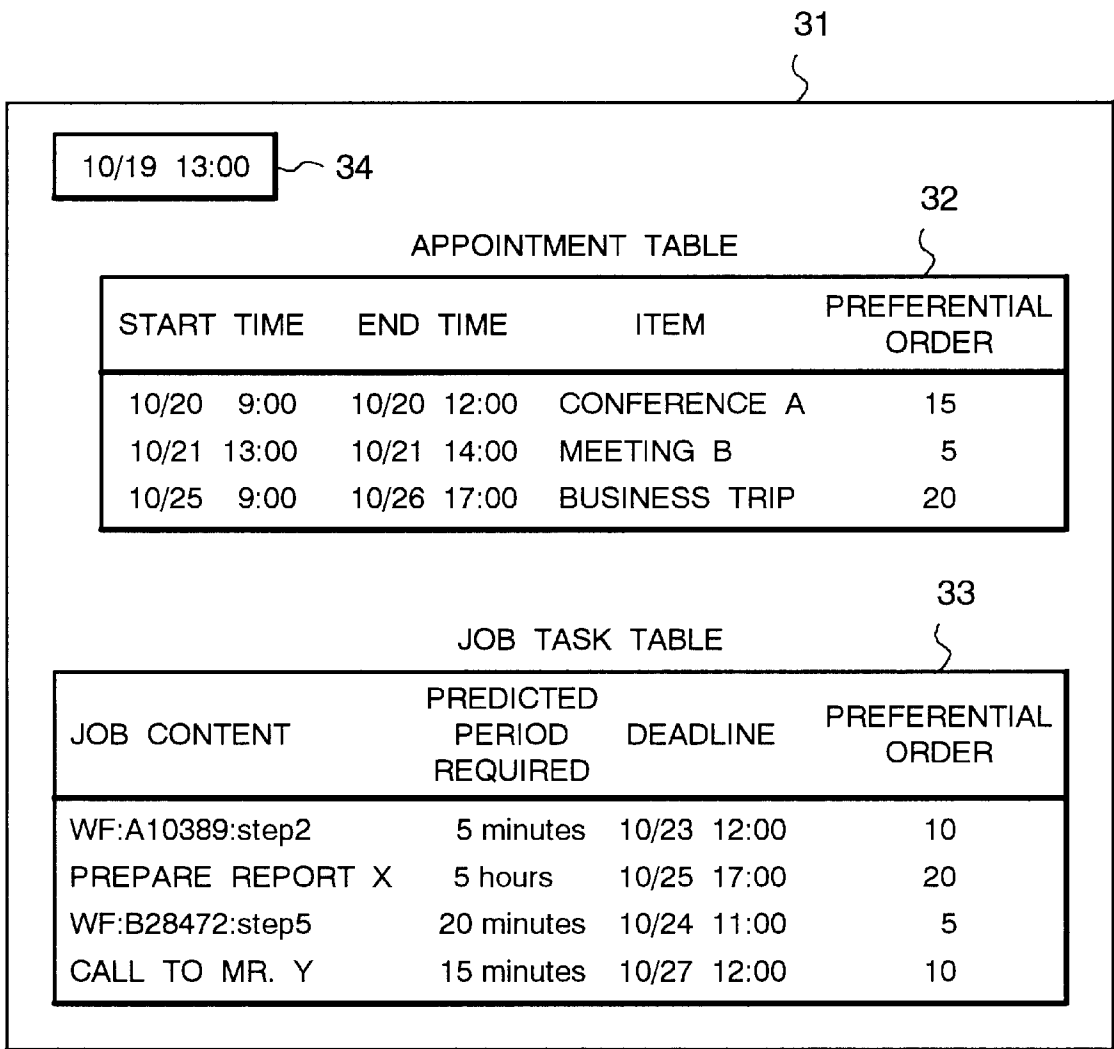 31
10/19 13:00 34
32
APPOINTMENT TABLE
START TIME END TIME ITEM PREFERENTIAL ORDER
10/20 9:00 10/20 12:00 CONFERENCE A 15
10/21 13:00 10/21 14:00 MEETING B 5
10/25 9:00 10/26 17:00 BUSINESS TRIP 20
33
JOB TASK TABLE
JOB CONTENT PREDICTED PERIOD REQUIRED DEADLINE PREFERENTIAL ORDER
WF:A10389:step2 5 minutes 10/23 12:00 10
PREPARE REPORT X 5 hours 10/25 17:00 20
WF:B28472:step5 20 minutes 10/24 11:00 5
CALL TO MR. Y 15 minutes 10/27 12:00 10